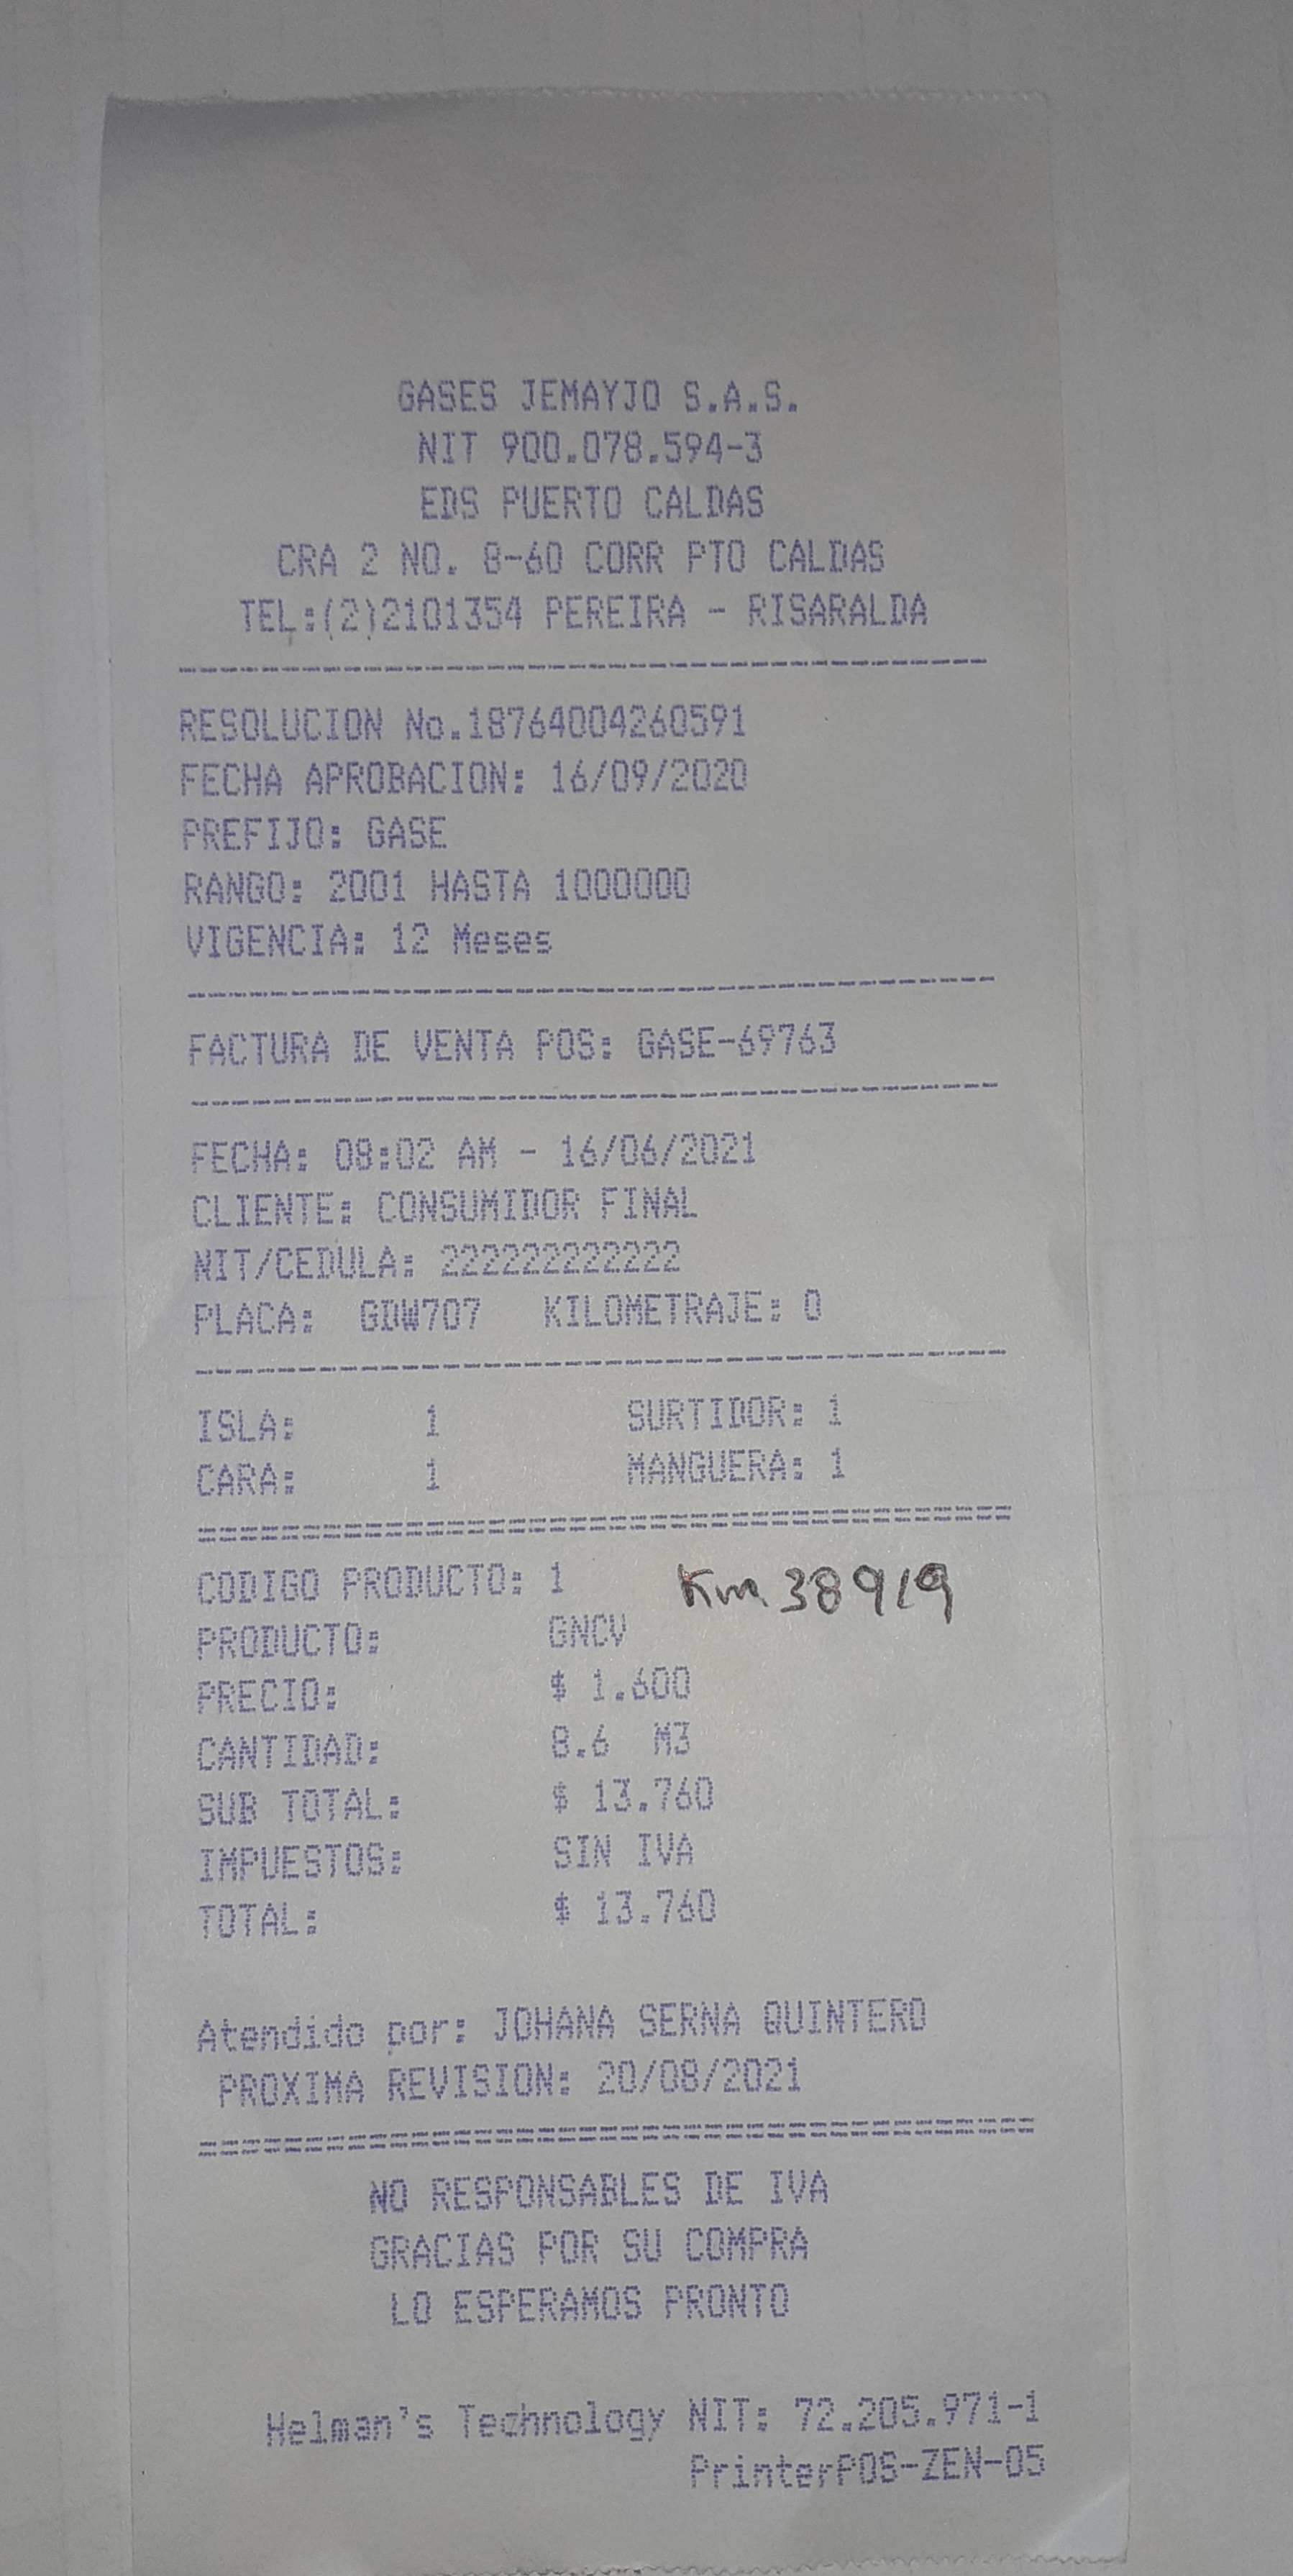 GASES JEMAYJO S.A.S.
NIT 900.078.594-3
EDS PUERTO CALDAS
CRA 2 NO. 8-60 CORR PTO CALDAS
TEL:(2)2101354 PEREIRA - RISARALDA
RESOLUCION No.18764004260591
FECHA APROBACION: 16/09/2020
PREFIJO: GASE
RANGO: 2001 HASTA 1000000
VIGENCIA: 12 Meses
FACTURA DE VENTA POS: GASE-69763
FECHA: 08:02 AM - 16/06/2021
CLIENTE: CONSUMIDOR FINAL
NIT/CEDULA: 222222222222
PLACA: GDW707 KILOMETRAJE: 0
ISLA: 1 SURTIDOR: 1
CARA: 1 MANGUERA: 1
CODIGO PRODUCTO: 1 Km 38919
PRODUCTO: GNCV
PRECIO: $ 1.600
CANTIDAD: 8.6 M3
SUB TOTAL: $ 13.760
IMPUESTOS: SIN IVA
TOTAL: $ 13.760
Atendido por: JOHANA SERNA QUINTERO
PROXIMA REVISION: 20/08/2021
NO RESPONSABLES DE IVA
GRACIAS POR SU COMPRA
LO ESPERAMOS PRONTO
Helman's Technology NIT: 72.205.971-1
PrinterPOS-ZEN-05